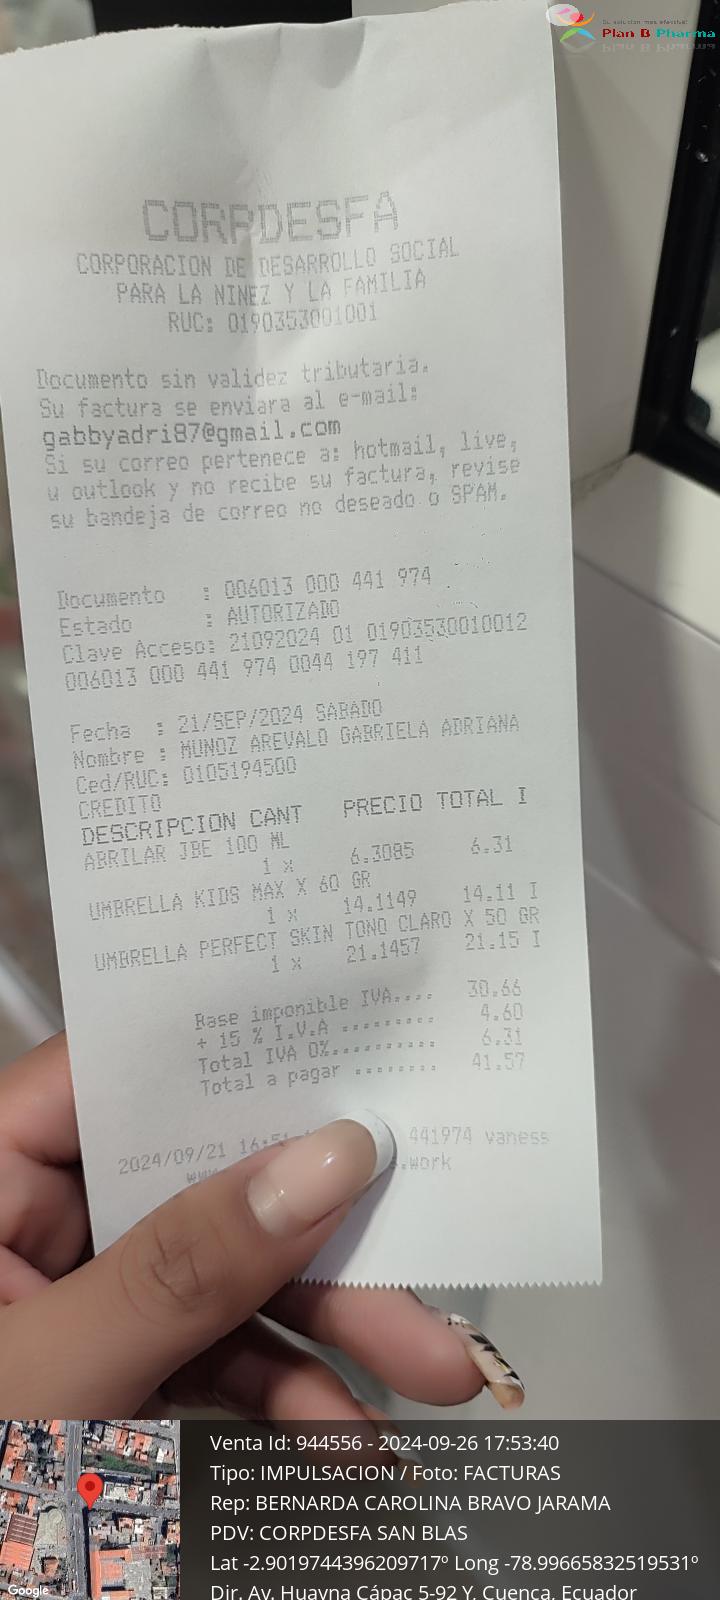 Su solucion mas efectiva!
Plan B Pharma
CORPDESFA
CORPORACION DE DESARROLLO SOCIAL
PARA LA NINEZ Y LA FAMILIA
RUC: 0190353001001
Documento sin validez tributaria.
Su factura se enviara al e-mail:
gabbyadri87@gmail.com
Si su correo pertenece a: hotmail, live,
u outlook y no recibe su factura, revise
su bandeja de correo no deseado o SPAM.
Documento : 006013 000 441 974
Estado : AUTORIZADO
Clave Acceso: 21092024 01 01903530010012
006013 000 441 974 0044 197 411
Fecha : 21/SEP/2024 SABADO
Nombre : MUNOZ AREVALO GABRIELA ADRIANA
Ced/RUC: 0105194500
CREDITO
DESCRIPCION CANT PRECIO TOTAL I
ABRILAR JBE 100 ML
1 x 6.3085 6.31
UMBRELLA KIDS MAX X 60 GR
1 x 14.1149 14.11 I
UMBRELLA PERFECT SKIN TONO CLARO X 50 GR
1 x 21.1457 21.15 I
Base imponible IVA.... 30.66
+ 15 % I.V.A ......... 4.60
Total IVA 0%.......... 6.31
Total a pagar ........ 41.57
2024/09/21 441974 vaness
.work
Venta Id: 944556 - 2024-09-26 17:53:40
Tipo: IMPULSACION / Foto: FACTURAS
Rep: BERNARDA CAROLINA BRAVO JARAMA
PDV: CORPDESFA SAN BLAS
Lat -2.9019744396209717º Long -78.99665832519531º
Dir. Av. Huayna Cápac 5-92 Y, Cuenca, Ecuador
Google